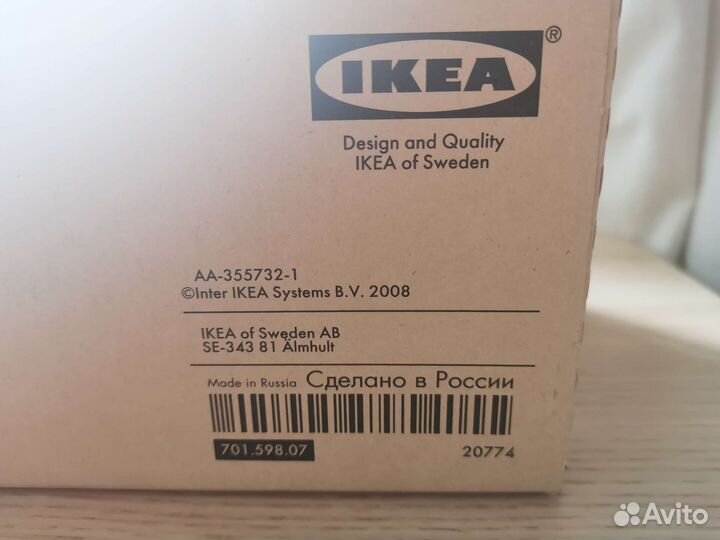 IKEA®
Design and Quality
IKEA of Sweden
AA-355732-1
©Inter IKEA Systems B.V. 2008
IKEA of Sweden AB
SE-343 81 Älmhult
Made in Russia Сделано в России
701.598.07 20774
Avito